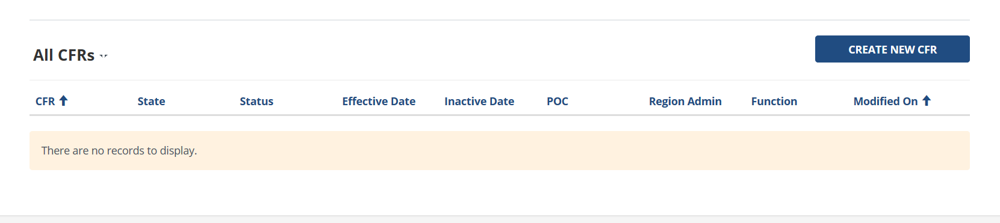 All CFRs
CREATE NEW CFR
CFR State Status Effective Date Inactive Date POC Region Admin Function Modified On
There are no records to display.